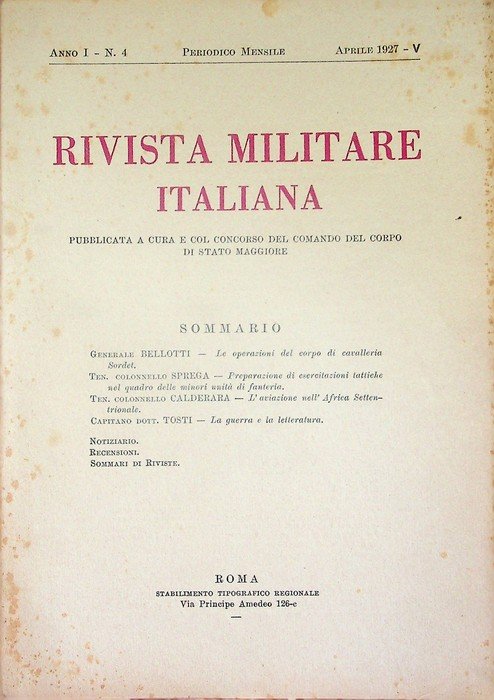 ANNO I - N. 4 PERIODICO MENSILE APRILE 1927 - V
RIVISTA MILITARE
ITALIANA
PUBBLICATA A CURA E COL CONCORSO DEL COMANDO DEL CORPO
DI STATO MAGGIORE
SOMMARIO
GENERALE BELLOTTI — Le operazioni del corpo di cavalleria
Sordet.
TEN. COLONNELLO SPREGA — Preparazione di esercitazioni tattiche
nel quadro delle minori unità di fanteria.
TEN. COLONNELLO CALDERARA — L'aviazione nell'Africa Setten-
trionale.
CAPITANO DOTT. TOSTI — La guerra e la letteratura.
NOTIZIARIO.
RECENSIONI.
SOMMARI DI RIVISTE.
ROMA
STABILIMENTO TIPOGRAFICO REGIONALE
Via Principe Amedeo 126-c